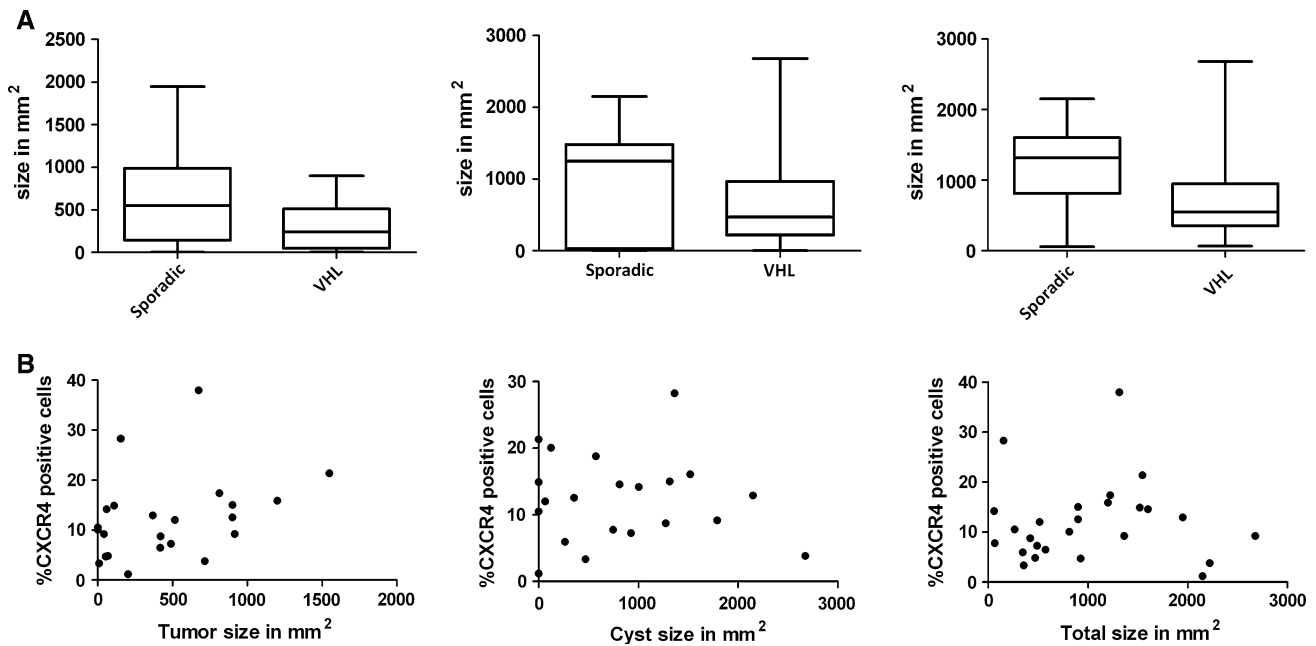 A
size in mm2
2500
2000
1500
1000
500
0
Sporadic
VHL
size in mm2
3000
2000
1000
0
Sporadic
VHL
size in mm2
3000
2000
1000
0
Sporadic
VHL
B
%CXCR4 positive cells
40
30
20
10
0
0 500 1000 1500 2000
Tumor size in mm2
%CXCR4 positive cells
30
20
10
0
0 1000 2000 3000
Cyst size in mm2
%CXCR4 positive cells
40
30
20
10
0
0 1000 2000 3000
Total size in mm2